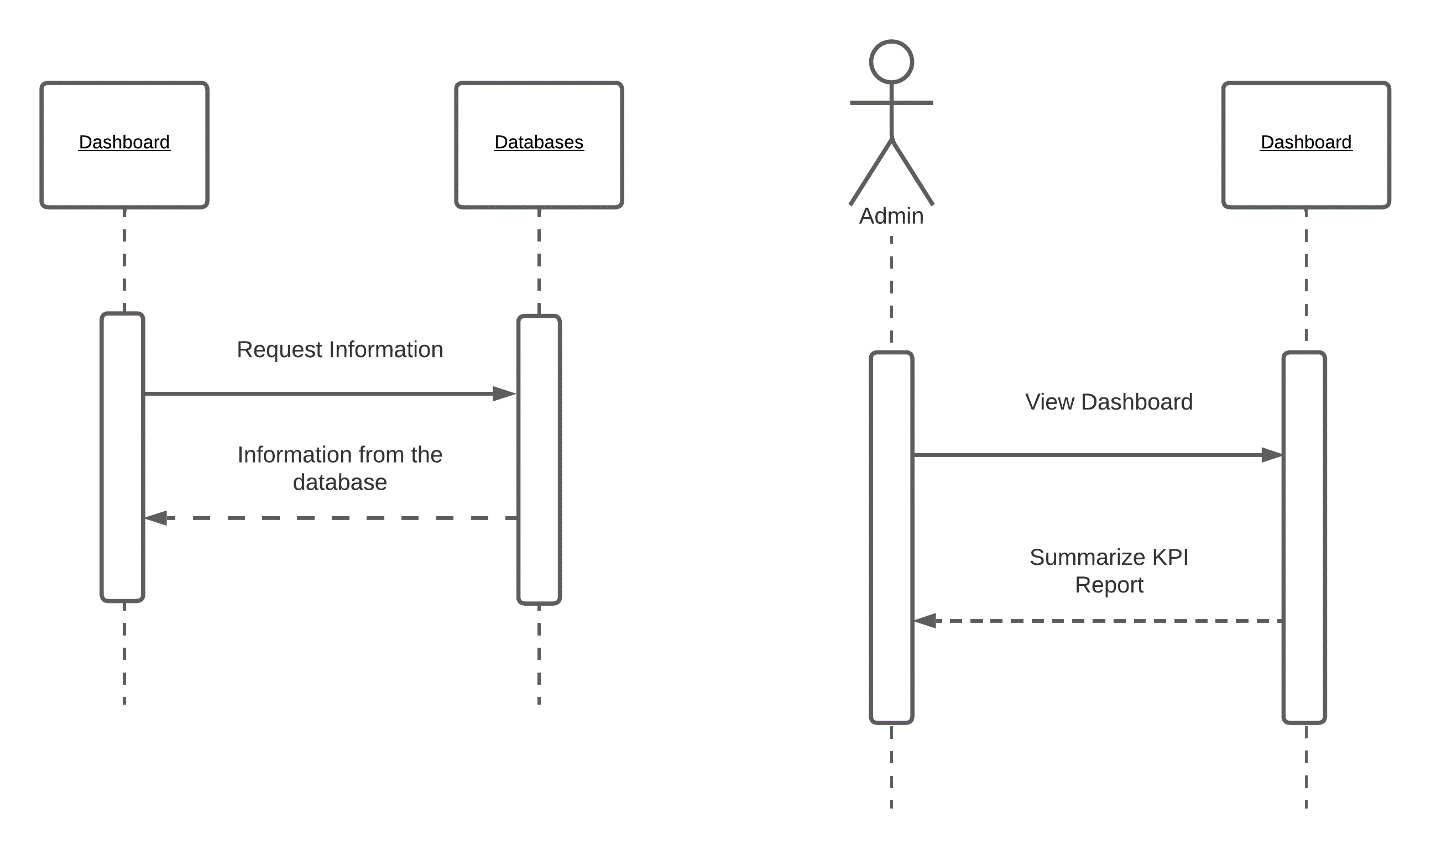 Dashboard
Databases
Request Information
Information from the
database
Admin
Dashboard
View Dashboard
Summarize KPI
Report